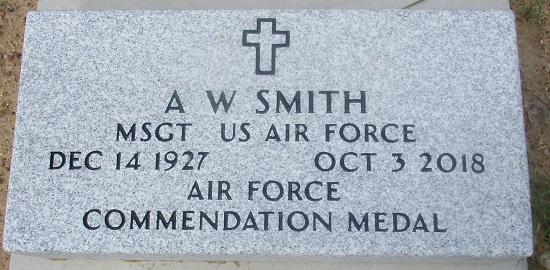 A W SMITH
MSGT US AIR FORCE
DEC 14 1927 OCT 3 2018
AIR FORCE
COMMENDATION MEDAL